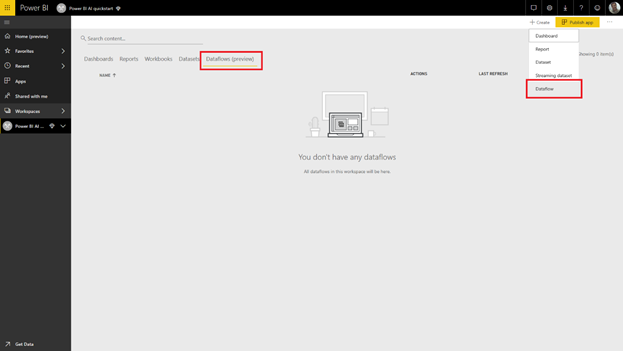 Power BI
Power BI AI quickstart
Create
Publish app
Home (preview)
Search content...
Dashboard
Favorites
Report
Showing 0 item(s)
Recent
Dashboards
Reports
Workbooks
Datasets
Dataflows (preview)
Dataset
NAME
ACTIONS
LAST REFRESH
Streaming dataset
Apps
Dataflow
Shared with me
Workspaces
Power BI AI ...
You don't have any dataflows
All dataflows in this workspace will be here.
Get Data